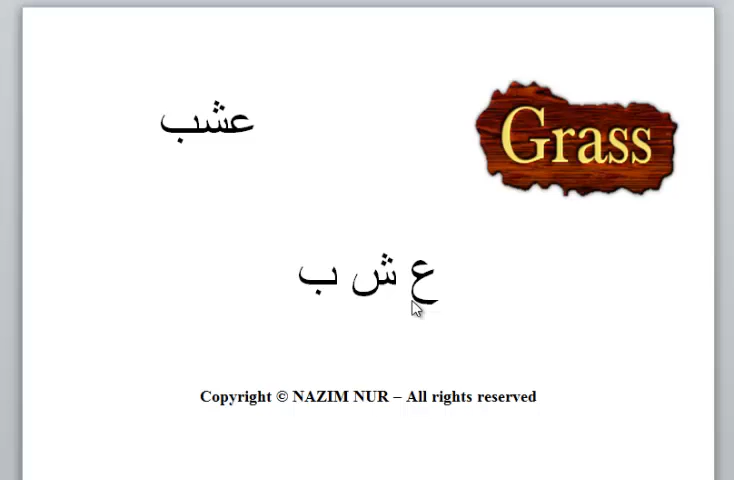 عشب
Grass
ع ش ب
Copyright © NAZIM NUR – All rights reserved